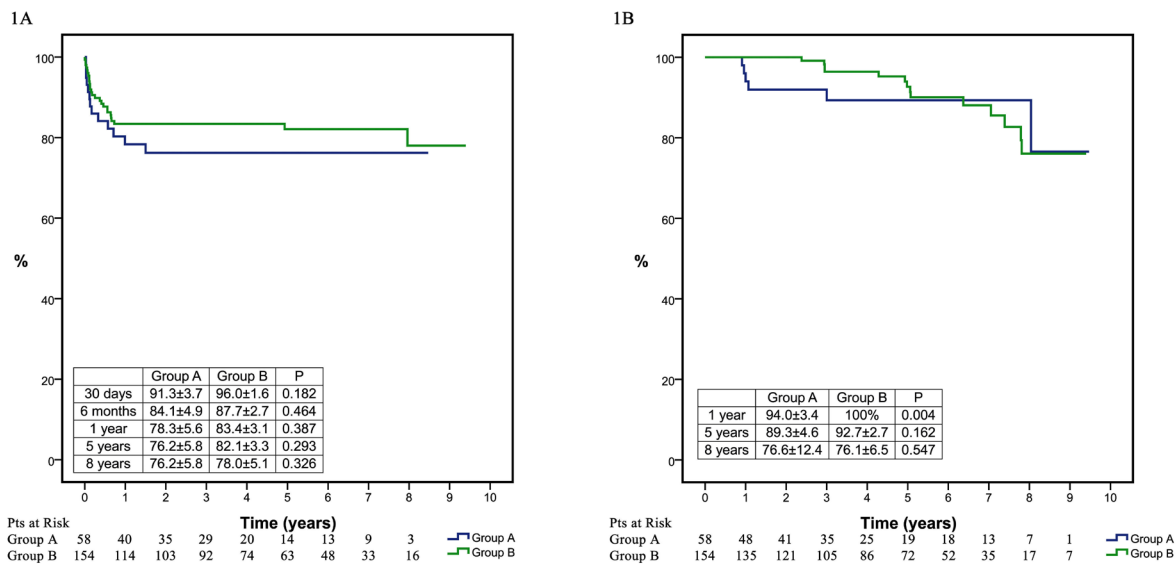 1A
100
80
60
%
40
20
0
Group A Group B P
30 days 91.3±3.7 96.0±1.6 0.182
6 months 84.1±4.9 87.7±2.7 0.464
1 year 78.3±5.6 83.4±3.1 0.387
5 years 76.2±5.8 82.1±3.3 0.293
8 years 76.2±5.8 78.0±5.1 0.326
0 1 2 3 4 5 6 7 8 9 10
Pts at Risk Time (years)
Group A 58 40 35 29 20 14 13 9 3 Group A
Group B 154 114 103 92 74 63 48 33 16 Group B
1B
100
80
60
%
40
20
0
Group A Group B P
1 year 94.0±3.4 100% 0.004
5 years 89.3±4.6 92.7±2.7 0.162
8 years 76.6±12.4 76.1±6.5 0.547
0 1 2 3 4 5 6 7 8 9 10
Pts at Risk Time (years)
Group A 58 48 41 35 25 19 18 13 7 1 Group A
Group B 154 135 121 105 86 72 52 35 17 7 Group B